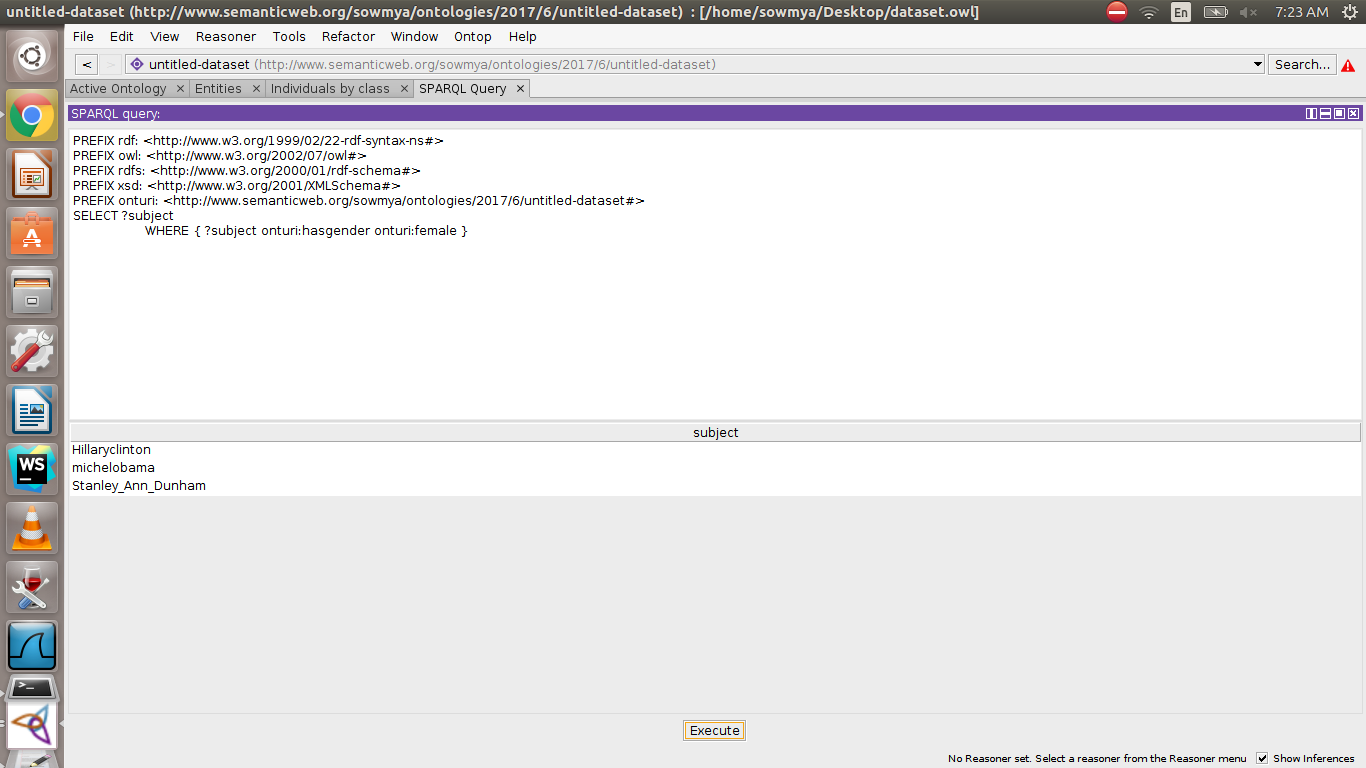 untitled-dataset (http://www.semanticweb.org/sowmya/ontologies/2017/6/untitled-dataset) : [/home/sowmya/Desktop/dataset.owl]
En
7:23 AM
File Edit View Reasoner Tools Refactor Window Ontop Help
< > untitled-dataset (http://www.semanticweb.org/sowmya/ontologies/2017/6/untitled-dataset) Search...
Active Ontology × Entities × Individuals by class × SPARQL Query ×
SPARQL query:
PREFIX rdf: <http://www.w3.org/1999/02/22-rdf-syntax-ns#>
PREFIX owl: <http://www.w3.org/2002/07/owl#>
PREFIX rdfs: <http://www.w3.org/2000/01/rdf-schema#>
PREFIX xsd: <http://www.w3.org/2001/XMLSchema#>
PREFIX onturi: <http://www.semanticweb.org/sowmya/ontologies/2017/6/untitled-dataset#>
SELECT ?subject
WHERE { ?subject onturi:hasgender onturi:female }
subject
Hillaryclinton
michelobama
Stanley_Ann_Dunham
WS
Execute
No Reasoner set. Select a reasoner from the Reasoner menu Show Inferences